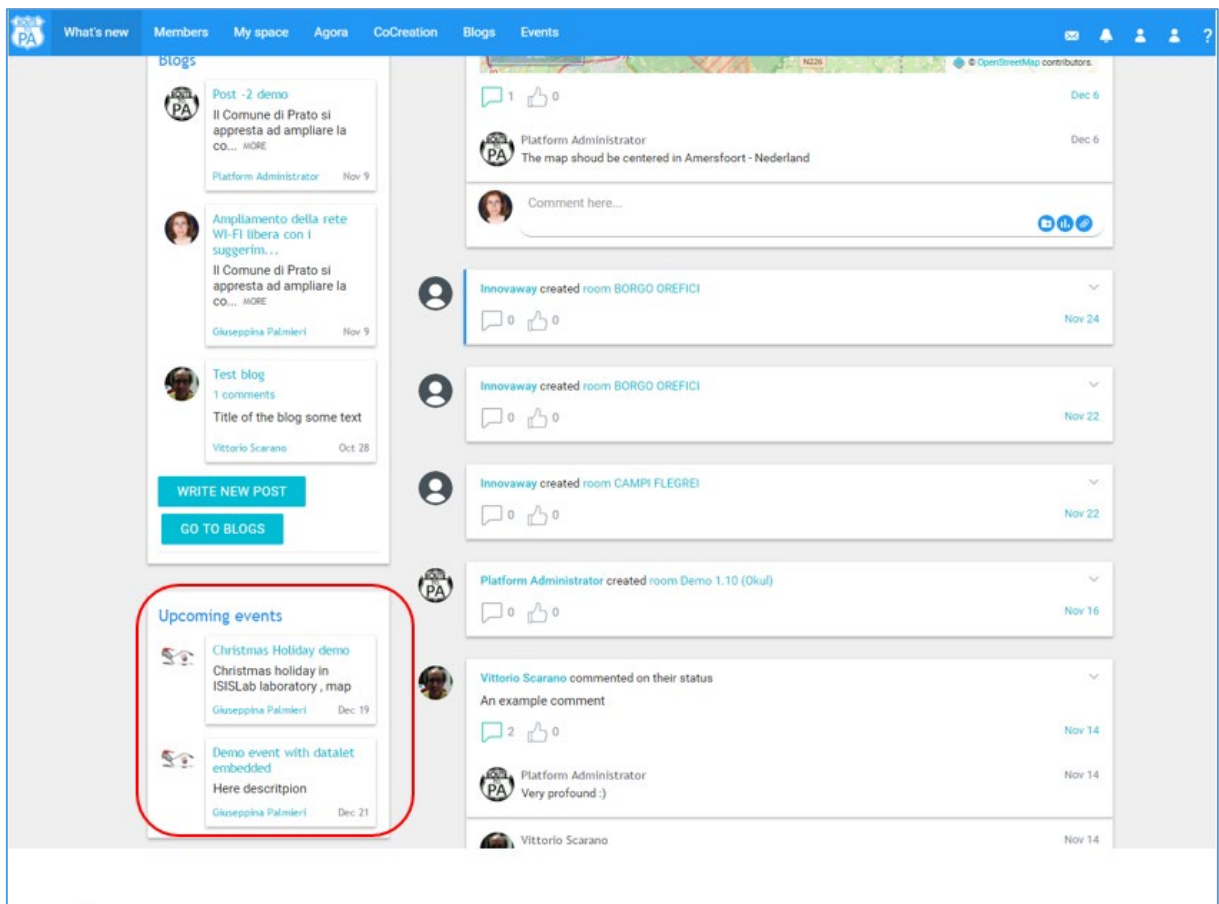 What's new Members My space Agora CoCreation Blogs Events ?
PA
Blogs
Post -2 demo
Il Comune di Prato si
appresta ad ampliare la
co... MORE
Platform Administrator Nov 9
Ampliamento della rete
WI-FI libera con i
suggerim...
Il Comune di Prato si
appresta ad ampliare la
co... MORE
Giuseppina Palmieri Nov 9
Test blog
1 comments
Title of the blog some text
Vittorio Scarano Oct 28
WRITE NEW POST
GO TO BLOGS
Upcoming events
Christmas Holiday demo
Christmas holiday in
ISISLab laboratory , map
Giuseppina Palmieri Dec 19
Demo event with datalet
embedded
Here descritpion
Giuseppina Palmieri Dec 21
N226
© OpenStreetMap contributors.
1 0 Dec 6
Platform Administrator Dec 6
The map shoud be centered in Amersfoort - Nederland
Comment here...
Innovaway created room BORGO OREFICI
0 0 Nov 24
Innovaway created room BORGO OREFICI
0 0 Nov 22
Innovaway created room CAMPI FLEGREI
0 0 Nov 22
Platform Administrator created room Demo 1.10 (Okul)
0 0 Nov 16
Vittorio Scarano commented on their status
An example comment
2 0 Nov 14
Platform Administrator Nov 14
Very profound :)
Vittorio Scarano Nov 14